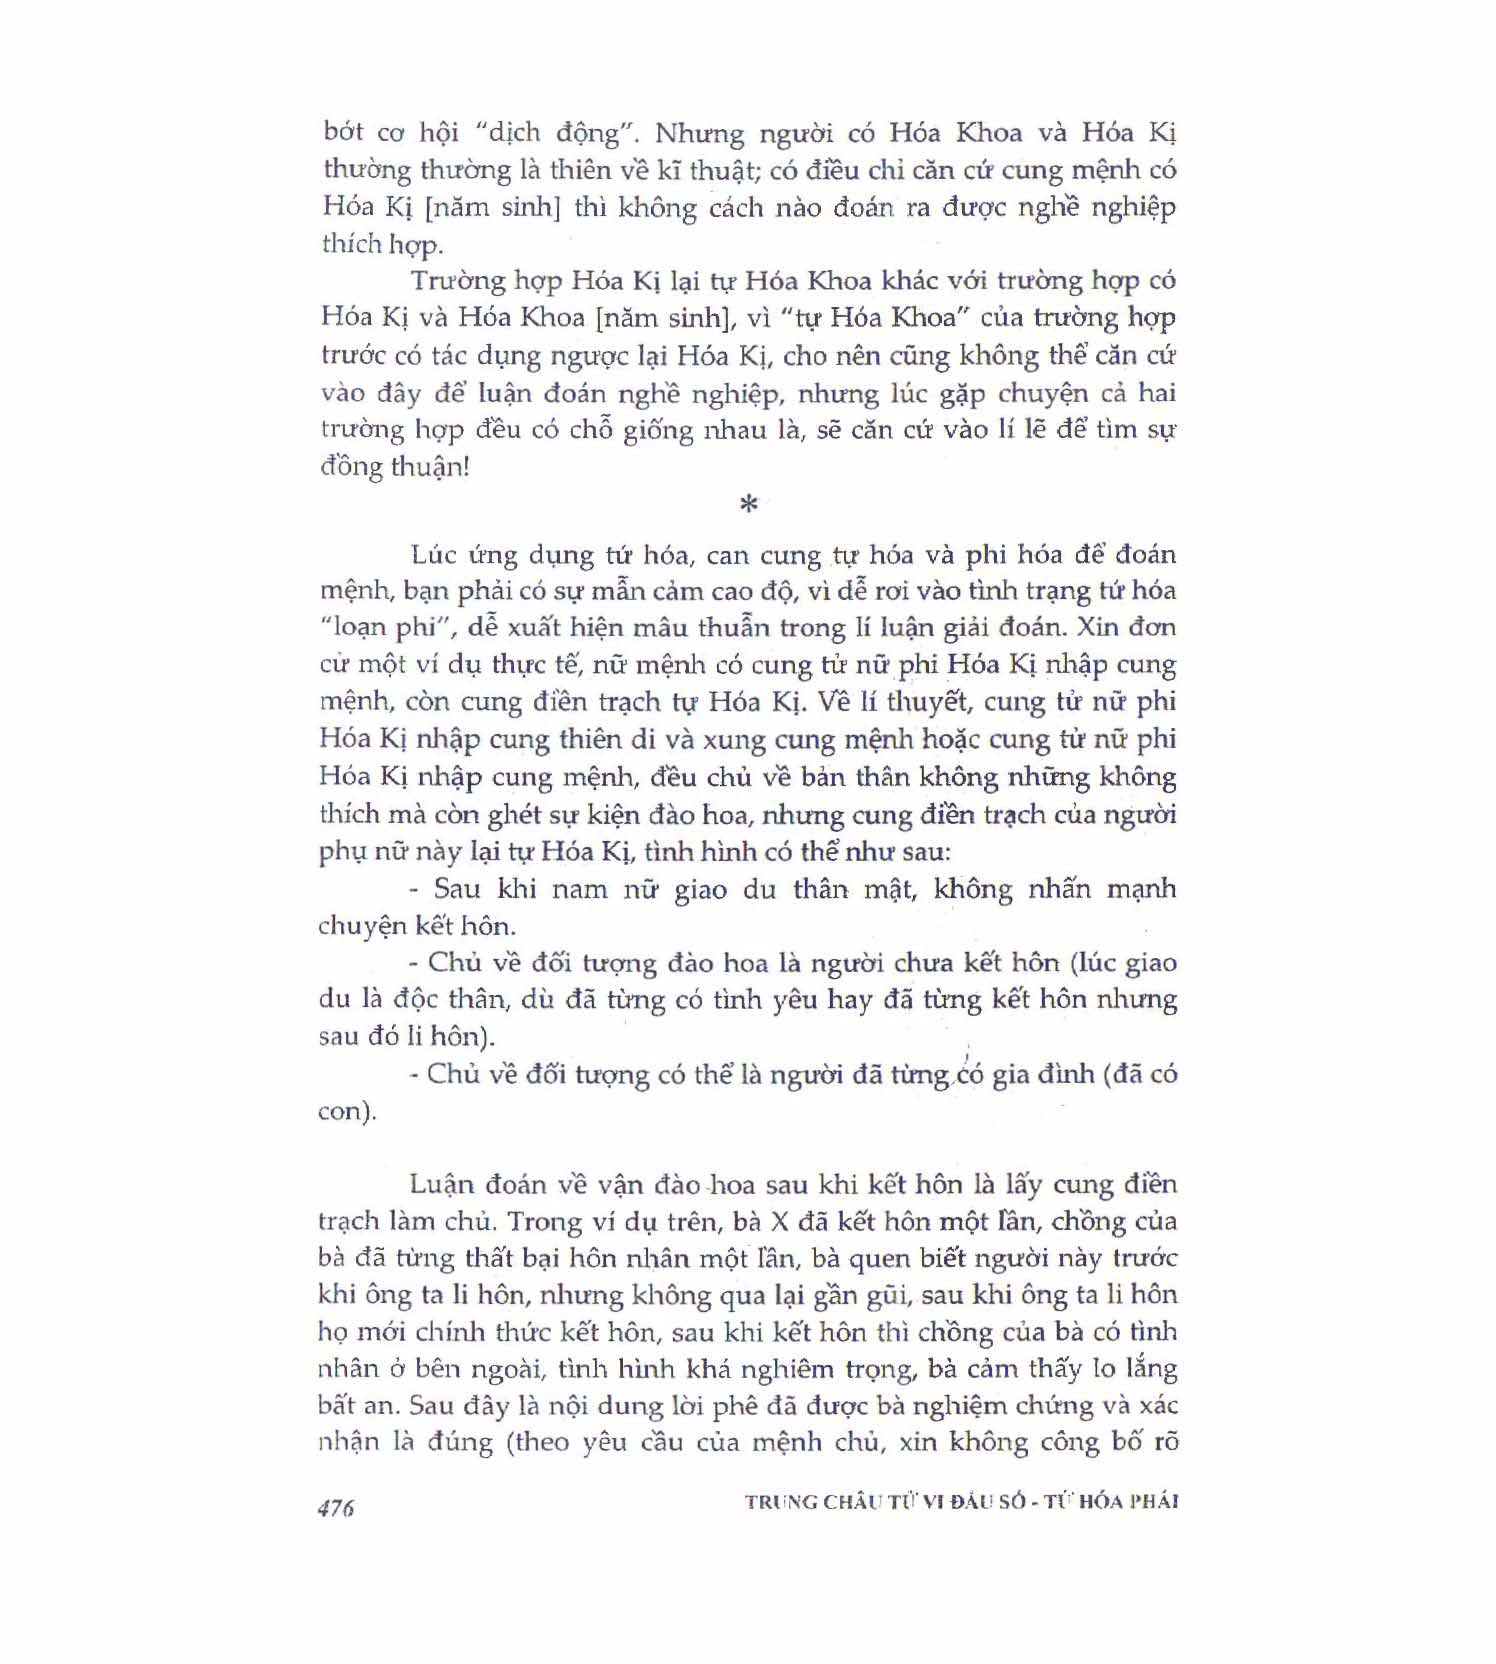 bớt cơ hội "dịch động". Nhưng người có Hóa Khoa và Hóa Kị
thường thường là thiên về kĩ thuật; có điều chỉ căn cứ cung mệnh có
Hóa Kị [năm sinh] thì không cách nào đoán ra được nghề nghiệp
thích hợp.
Trường hợp Hóa Kị lại tự Hóa Khoa khác với trường hợp có
Hóa Kị và Hóa Khoa [năm sinh], vì "tự Hóa Khoa" của trường hợp
trước có tác dụng ngược lại Hóa Kị, cho nên cũng không thể căn cứ
vào đây để luận đoán nghề nghiệp, nhưng lúc gặp chuyện cả hai
trường hợp đều có chỗ giống nhau là, sẽ căn cứ vào lí lẽ để tìm sự
đồng thuận!
*
Lúc ứng dụng tứ hóa, can cung tự hóa và phi hóa để đoán
mệnh, bạn phải có sự mẫn cảm cao độ, vì dễ rơi vào tình trạng tứ hóa
"loạn phi", dễ xuất hiện mâu thuẫn trong lí luận giải đoán. Xin đơn
cử một ví dụ thực tế, nữ mệnh có cung tử nữ phi Hóa Kị nhập cung
mệnh, còn cung điền trạch tự Hóa Kị. Về lí thuyết, cung tử nữ phi
Hóa Kị nhập cung thiên di và xung cung mệnh hoặc cung tử nữ phi
Hóa Kị nhập cung mệnh, đều chủ về bản thân không những không
thích mà còn ghét sự kiện đào hoa, nhưng cung điền trạch của người
phụ nữ này lại tự Hóa Kị, tình hình có thể như sau:
- Sau khi nam nữ giao du thân mật, không nhấn mạnh
chuyện kết hôn.
- Chủ về đối tượng đào hoa là người chưa kết hôn (lúc giao
du là độc thân, dù đã từng có tình yêu hay đã từng kết hôn nhưng
sau đó li hôn).
- Chủ về đối tượng có thể là người đã từng có gia đình (đã có
con).
Luận đoán về vận đào hoa sau khi kết hôn là lấy cung điền
trạch làm chủ. Trong ví dụ trên, bà X đã kết hôn một lần, chồng của
bà đã từng thất bại hôn nhân một lần, bà quen biết người này trước
khi ông ta li hôn, nhưng không qua lại gần gũi, sau khi ông ta li hôn
họ mới chính thức kết hôn, sau khi kết hôn thì chồng của bà có tình
nhân ở bên ngoài, tình hình khá nghiêm trọng, bà cảm thấy lo lắng
bất an. Sau đây là nội dung lời phê đã được bà nghiệm chứng và xác
nhận là đúng (theo yêu cầu của mệnh chủ, xin không công bố rõ
476
TRUNG CHÂU TỬ VI ĐẨU SỐ - TỨ HÓA PHÁI